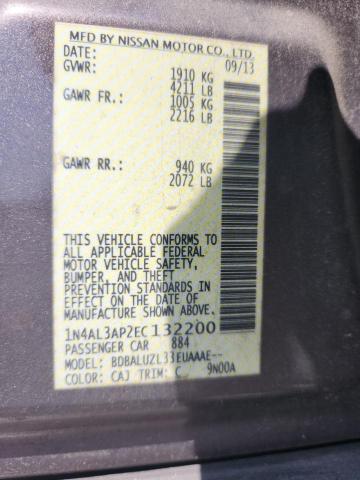 MFD BY NISSAN MOTOR CO., LTD.
DATE: 09/13
GVWR: 1910 KG
4211 LB
GAWR FR.: 1005 KG
2216 LB
GAWR RR.: 940 KG
2072 LB
THIS VEHICLE CONFORMS TO
ALL APPLICABLE FEDERAL
MOTOR VEHICLE SAFETY,
BUMPER, AND THEFT
PREVENTION STANDARDS
IN EFFECT ON THE DATE OF
MANUFACTURE SHOWN ABOVE.
1N4AL3AP2EC132200
PASSENGER CAR 884
MODEL: BDBALUZL33EUAAAE--
COLOR: CAJ TRIM: C 9N00A